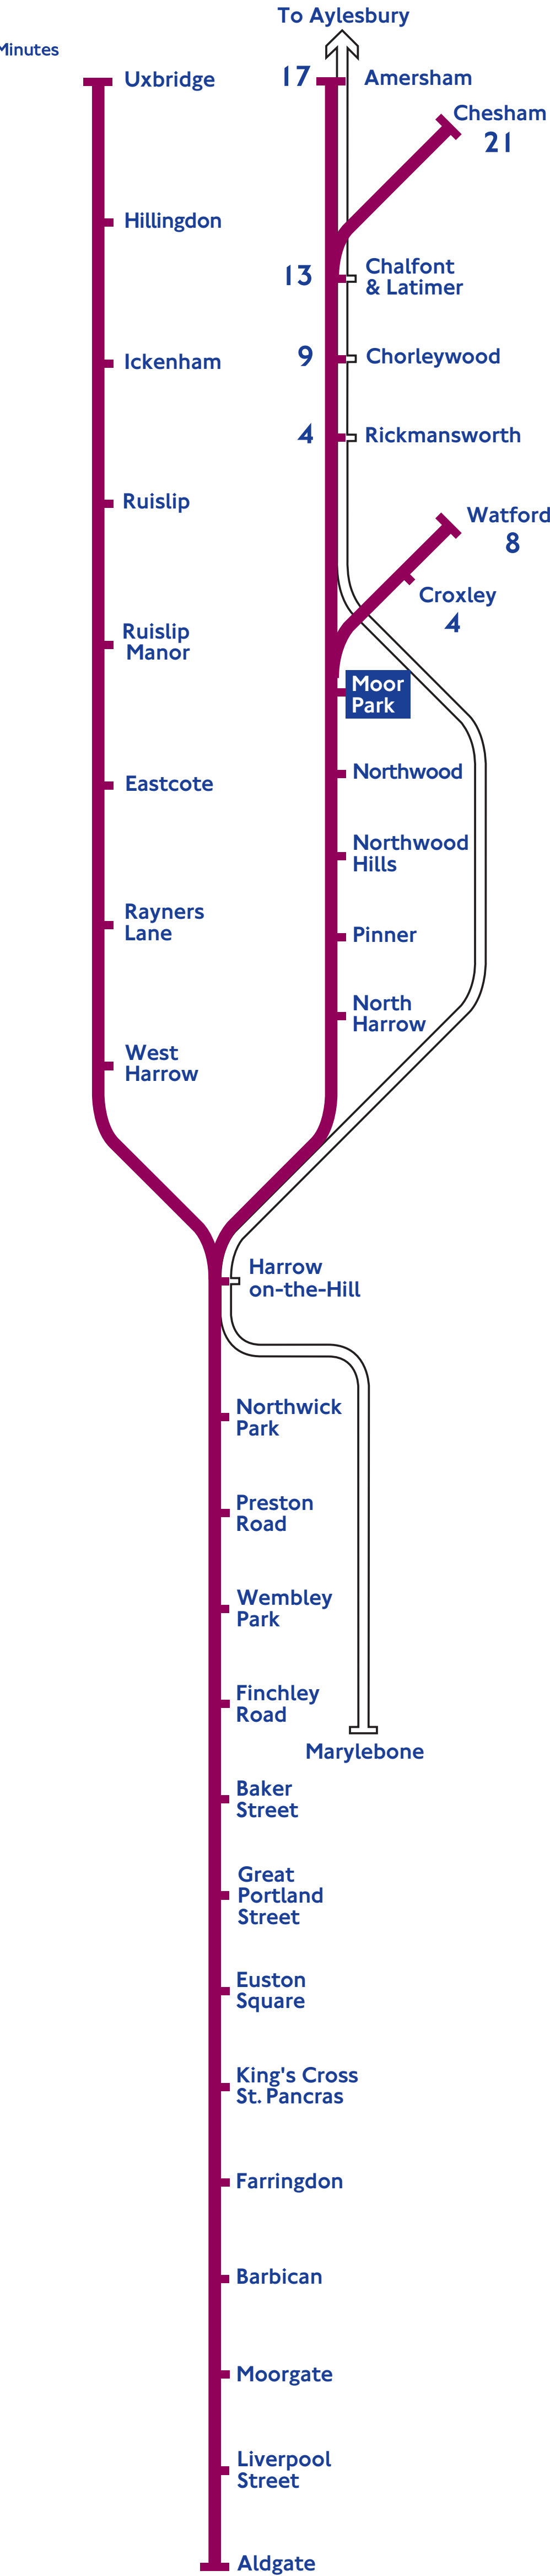 To Aylesbury
Minutes
Uxbridge
17
Amersham
Chesham
21
Hillingdon
13
Chalfont
& Latimer
9
Chorleywood
Ickenham
4
Rickmansworth
Ruislip
Watford
8
Croxley
4
Ruislip
Manor
Moor
Park
Northwood
Eastcote
Northwood
Hills
Rayners
Lane
Pinner
North
Harrow
West
Harrow
Harrow
on-the-Hill
Northwick
Park
Preston
Road
Wembley
Park
Finchley
Road
Marylebone
Baker
Street
Great
Portland
Street
Euston
Square
King's Cross
St. Pancras
Farringdon
Barbican
Moorgate
Liverpool
Street
Aldgate